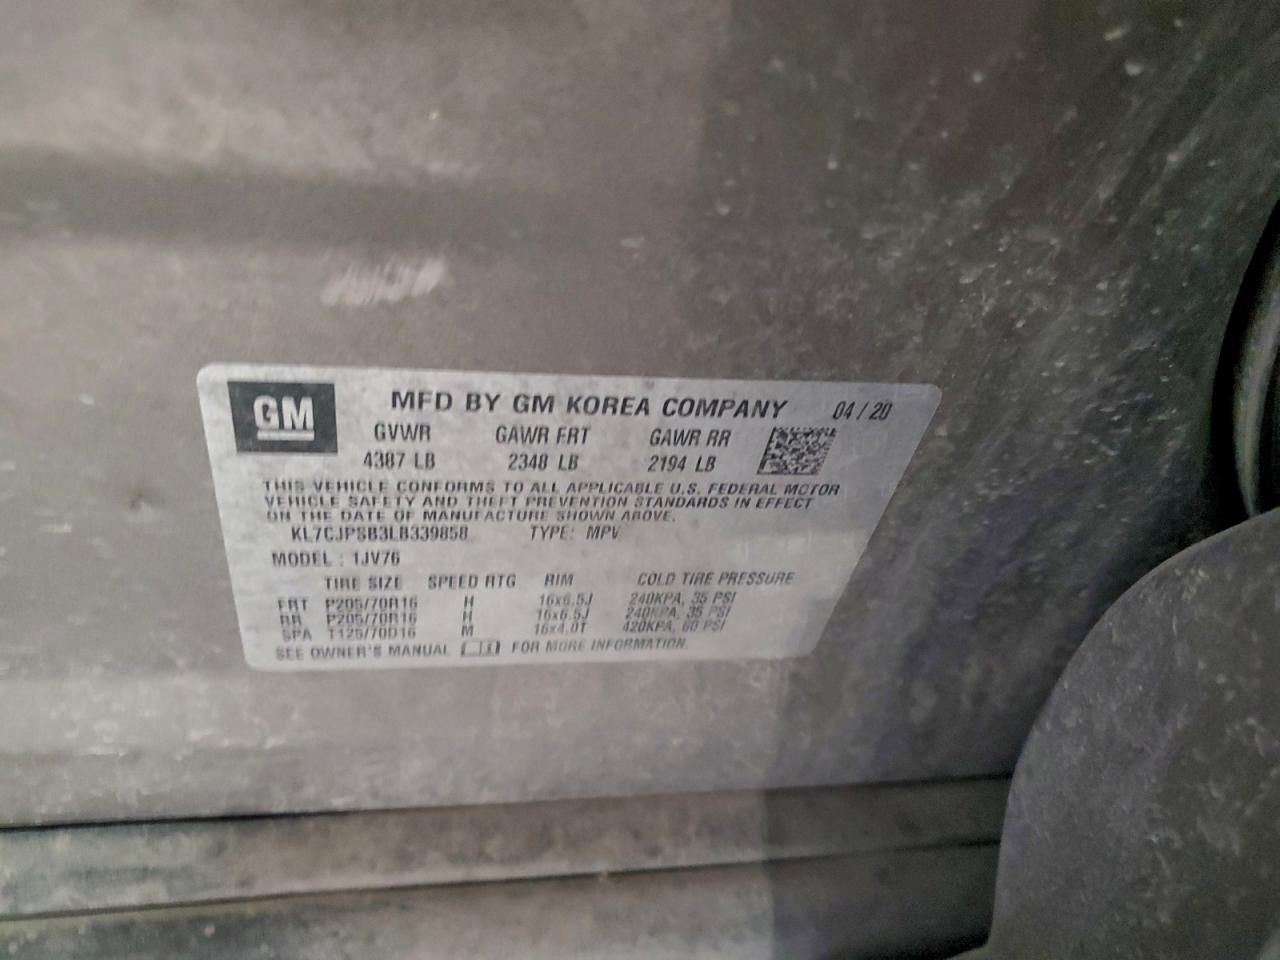 GM MFD BY GM KOREA COMPANY 04/20
GVWR GAWR FRT GAWR RR
4387 LB 2348 LB 2194 LB
THIS VEHICLE CONFORMS TO ALL APPLICABLE U.S. FEDERAL MOTOR
VEHICLE SAFETY AND THEFT PREVENTION STANDARDS IN EFFECT
ON THE DATE OF MANUFACTURE SHOWN ABOVE.
KL7CJPSB3LB339858 TYPE: MPV
MODEL : 1JV76
TIRE SIZE SPEED RTG RIM COLD TIRE PRESSURE
FRT P205/70R16 H 16x6.5J 240KPA, 35 PSI
RR P205/70R16 H 16x6.5J 240KPA, 35 PSI
SPA T125/70D16 M 16x4.0T 420KPA, 60 PSI
SEE OWNER'S MANUAL FOR MORE INFORMATION.